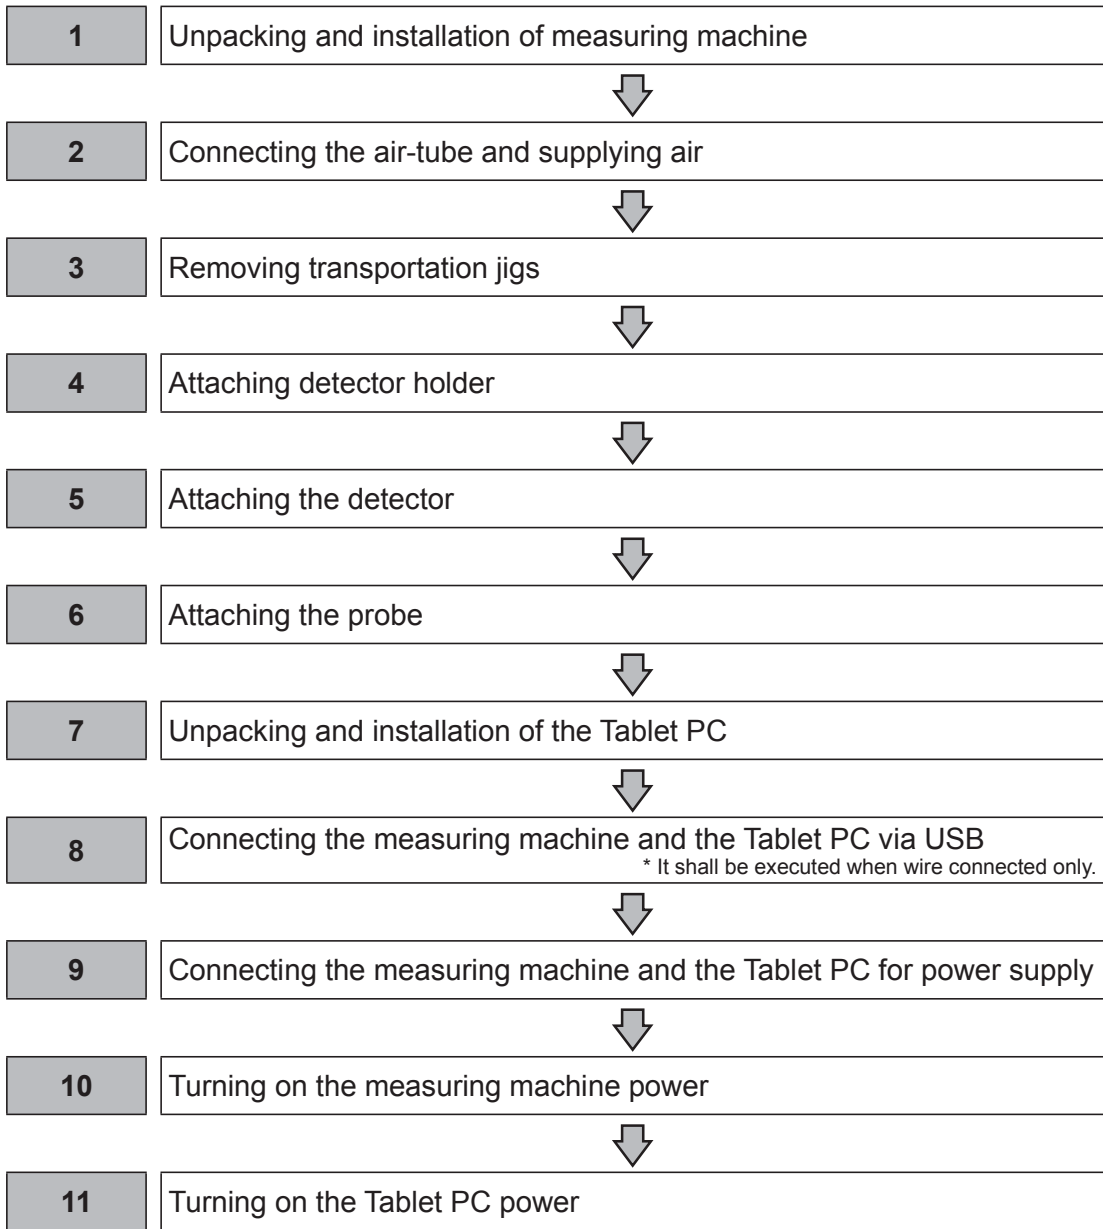 1 Unpacking and installation of measuring machine
2 Connecting the air-tube and supplying air
3 Removing transportation jigs
4 Attaching detector holder
5 Attaching the detector
6 Attaching the probe
7 Unpacking and installation of the Tablet PC
8 Connecting the measuring machine and the Tablet PC via USB
* It shall be executed when wire connected only.
9 Connecting the measuring machine and the Tablet PC for power supply
10 Turning on the measuring machine power
11 Turning on the Tablet PC power